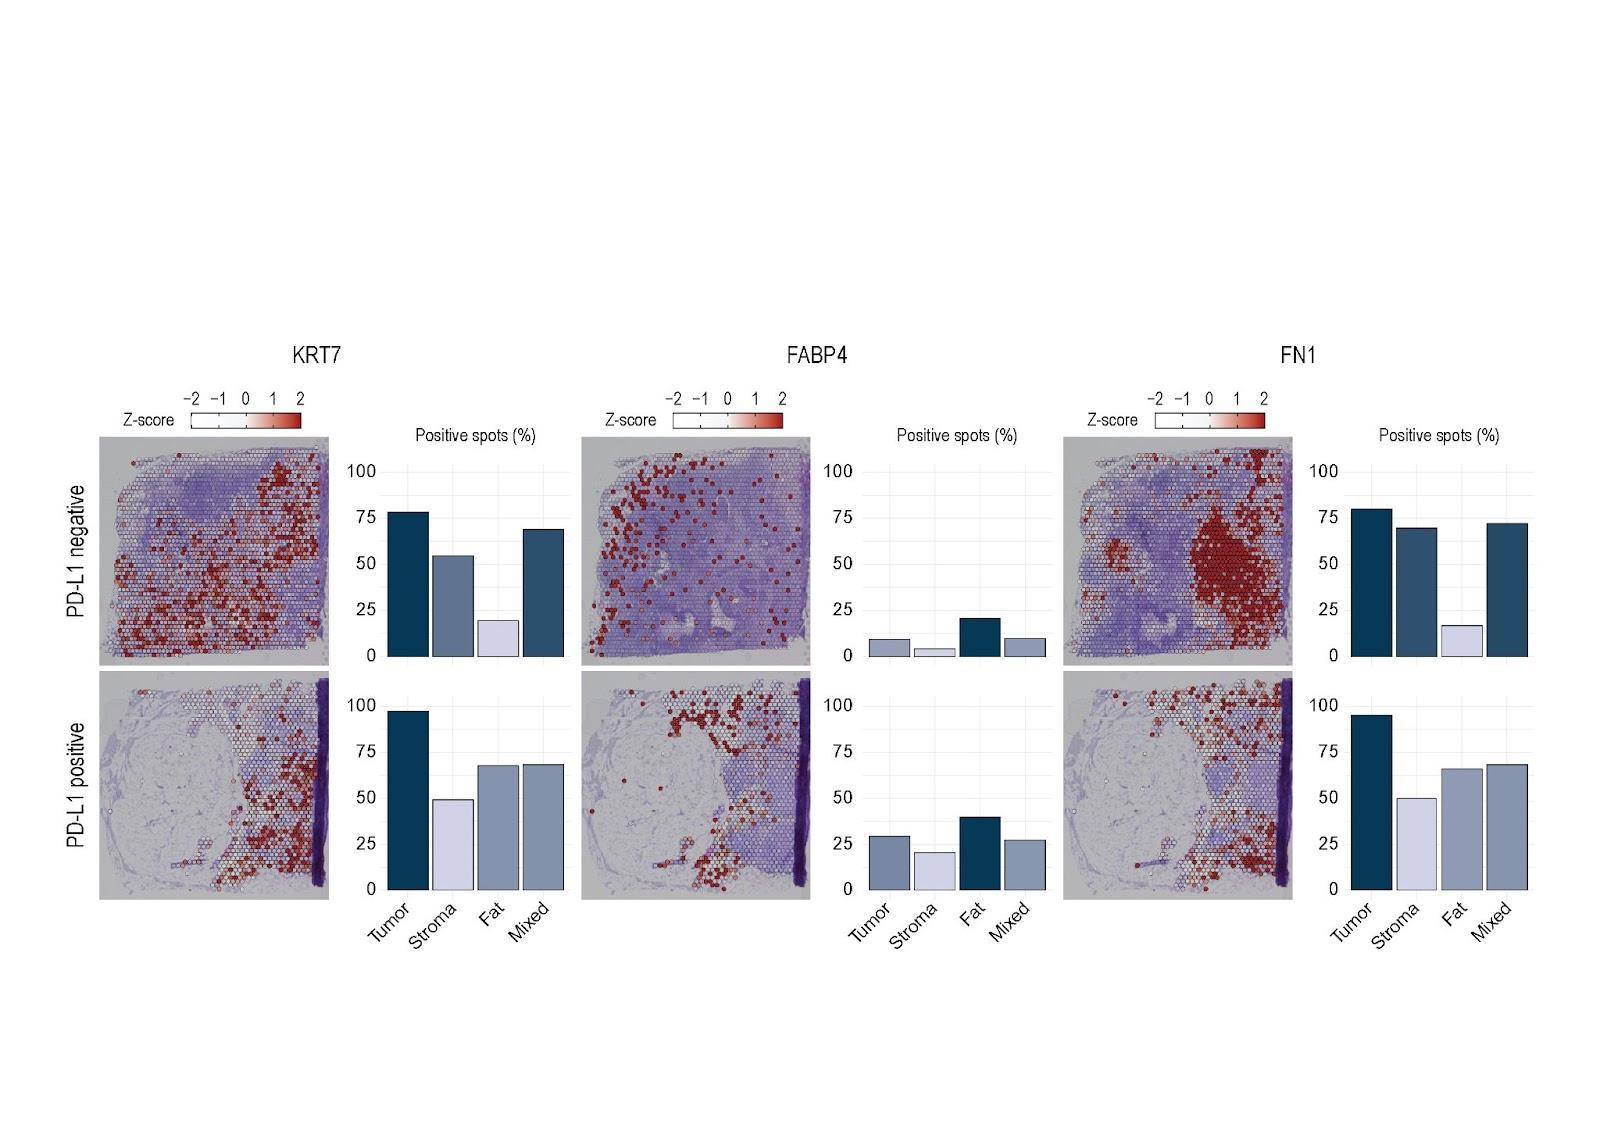 KRT7 FABP4 FN1
−2 −1 0 1 2 −2 −1 0 1 2 −2 −1 0 1 2
Z-score Z-score Z-score
Positive spots (%) Positive spots (%) Positive spots (%)
PD-L1 negative
100 100 100
75 75 75
50 50 50
25 25 25
0 0 0
PD-L1 positive
100 100 100
75 75 75
50 50 50
25 25 25
0 0 0
Tumor Stroma Fat Mixed Tumor Stroma Fat Mixed Tumor Stroma Fat Mixed